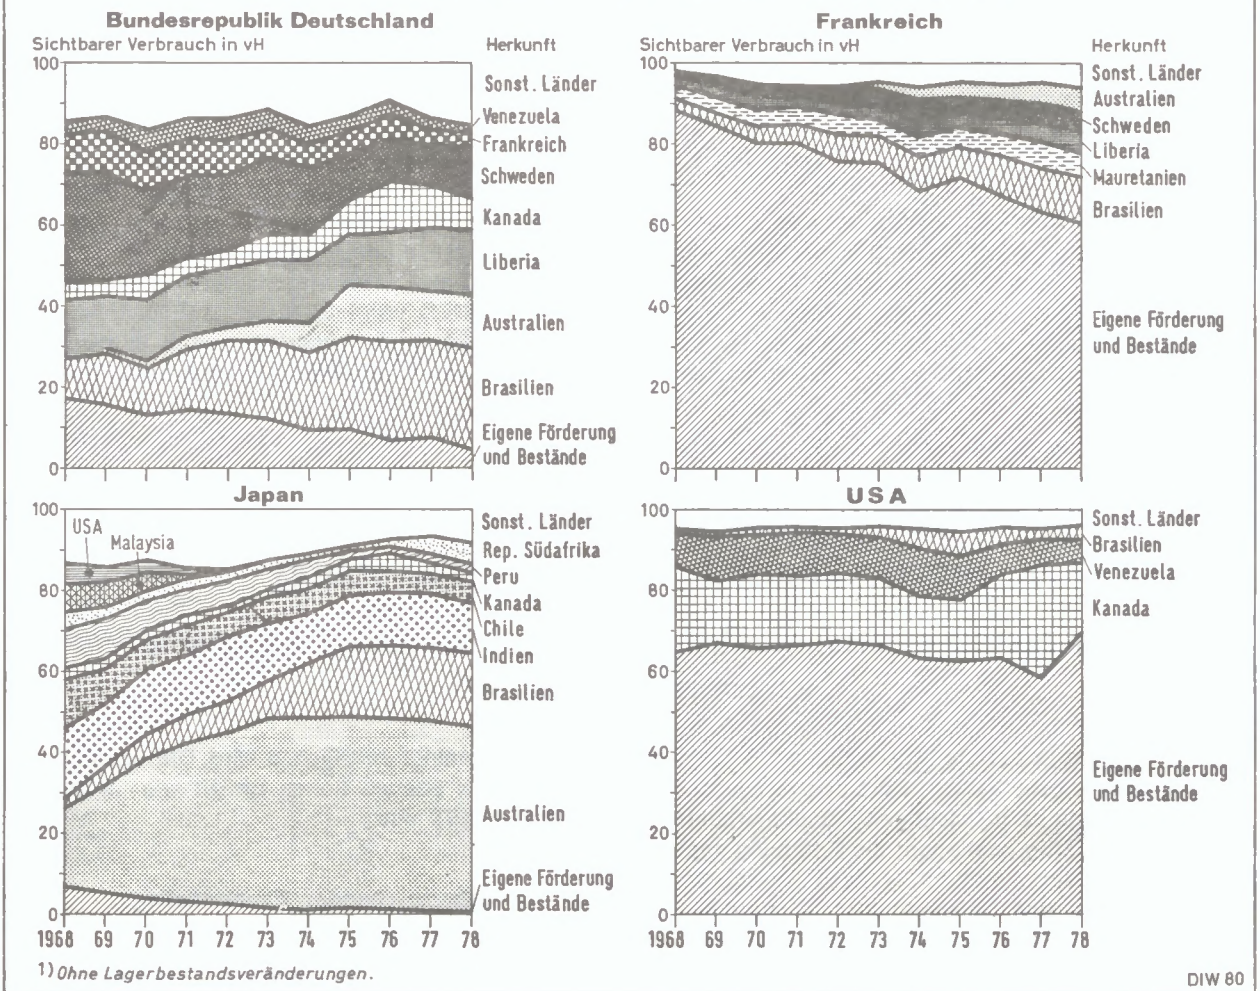 Bundesrepublik Deutschland
Sichtbarer Verbrauch in vH
Herkunft
100
80
60
40
20
0
Sonst. Länder
Venezuela
Frankreich
Schweden
Kanada
Liberia
Australien
Brasilien
Eigene Förderung
und Bestände
Frankreich
Sichtbarer Verbrauch in vH
Herkunft
100
80
60
40
20
0
Sonst. Länder
Australien
Schweden
Liberia
Mauretanien
Brasilien
Eigene Förderung
und Bestände
Japan
100
80
60
40
20
0
USA
Malaysia
Sonst. Länder
Rep. Südafrika
Peru
Kanada
Chile
Indien
Brasilien
Australien
Eigene Förderung
und Bestände
1968 69 70 71 72 73 74 75 76 77 78
USA
100
80
60
40
20
0
Sonst. Länder
Brasilien
Venezuela
Kanada
Eigene Förderung
und Bestände
1968 69 70 71 72 73 74 75 76 77 78
1) Ohne Lagerbestandsveränderungen.
DIW 80